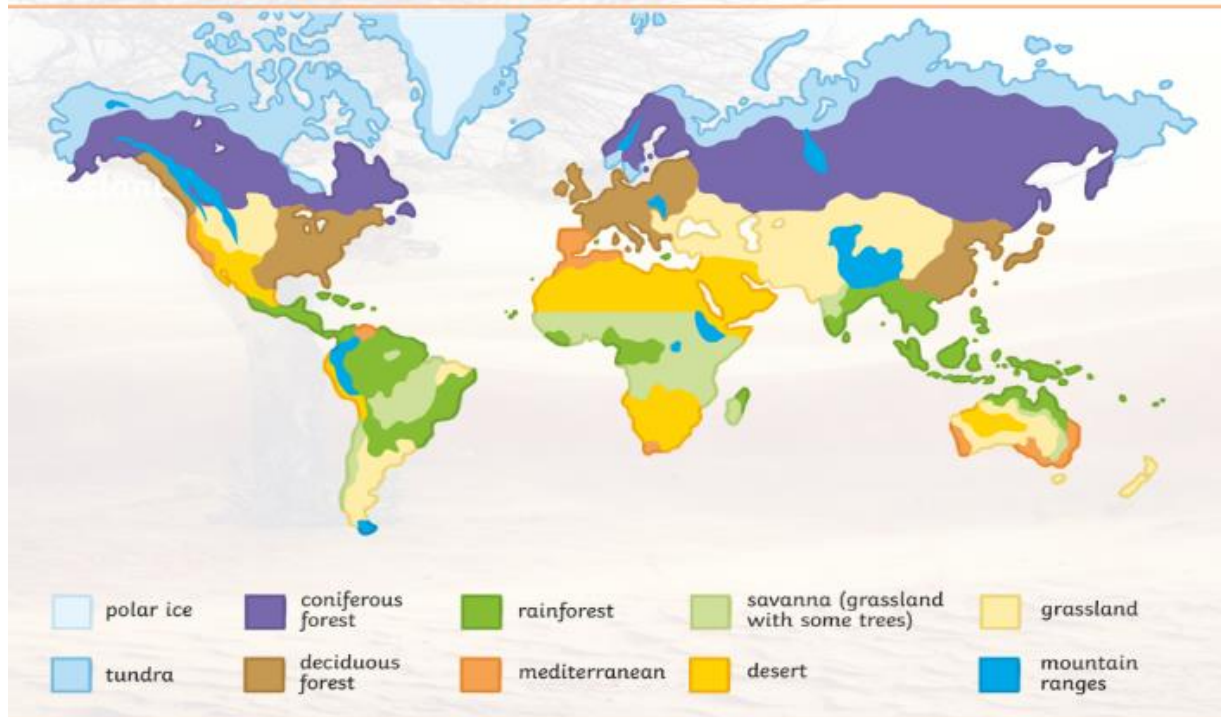 polar ice
coniferous
forest
rainforest
savanna (grassland
with some trees)
grassland
tundra
deciduous
forest
mediterranean
desert
mountain
ranges